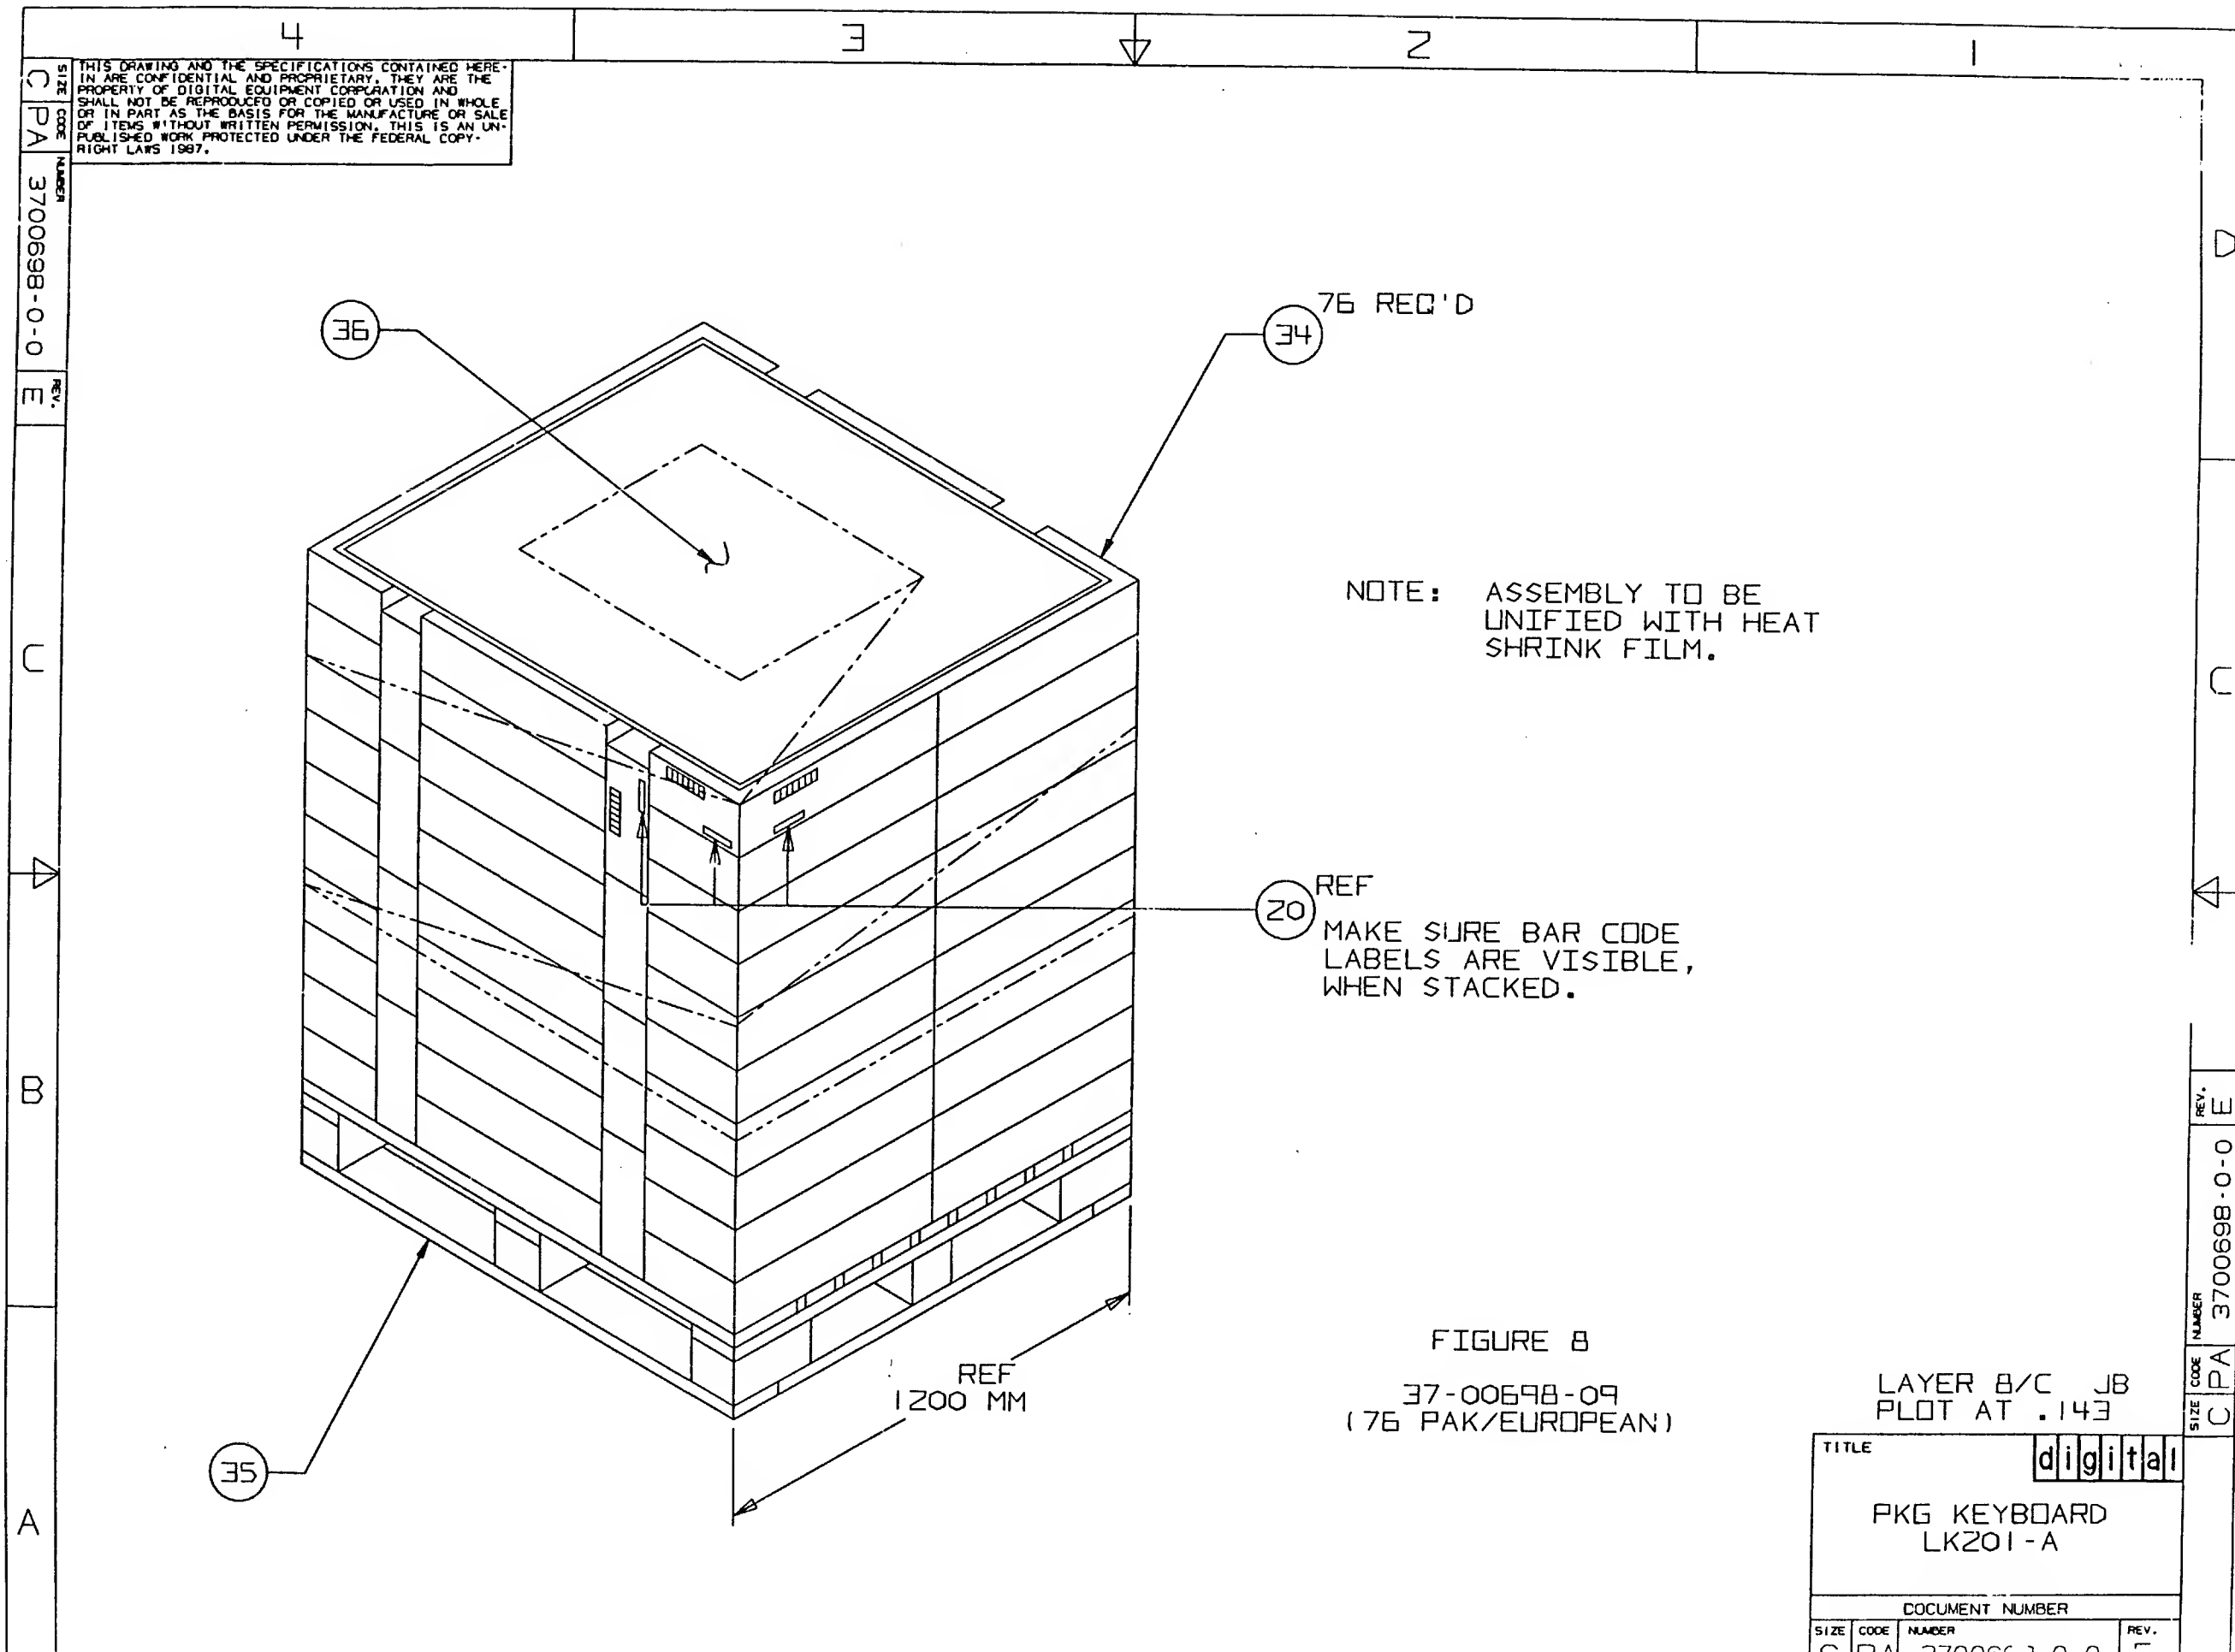 4 3 2 1
THIS DRAWING AND THE SPECIFICATIONS CONTAINED HERE-
IN ARE CONFIDENTIAL AND PROPRIETARY. THEY ARE THE
PROPERTY OF DIGITAL EQUIPMENT CORPORATION AND
SHALL NOT BE REPRODUCED OR COPIED OR USED IN WHOLE
OR IN PART AS THE BASIS FOR THE MANUFACTURE OR SALE
OF ITEMS WITHOUT WRITTEN PERMISSION. THIS IS AN UN-
PUBLISHED WORK PROTECTED UNDER THE FEDERAL COPY-
RIGHT LAWS 1987.
SIZE CODE NUMBER REV.
C PA 3700698-0-0 E
D
36
34
76 REQ'D
NOTE: ASSEMBLY TO BE
UNIFIED WITH HEAT
SHRINK FILM.
C
C
20
REF
MAKE SURE BAR CODE
LABELS ARE VISIBLE,
WHEN STACKED.
B
SIZE CODE NUMBER REV.
C PA 3700698-0-0 E
REF
1200 MM
35
A
FIGURE 8
37-00698-09
(76 PAK/EUROPEAN)
LAYER B/C JB
PLOT AT .143
TITLE
digital
PKG KEYBOARD
LK201-A
DOCUMENT NUMBER
SIZE CODE NUMBER REV.